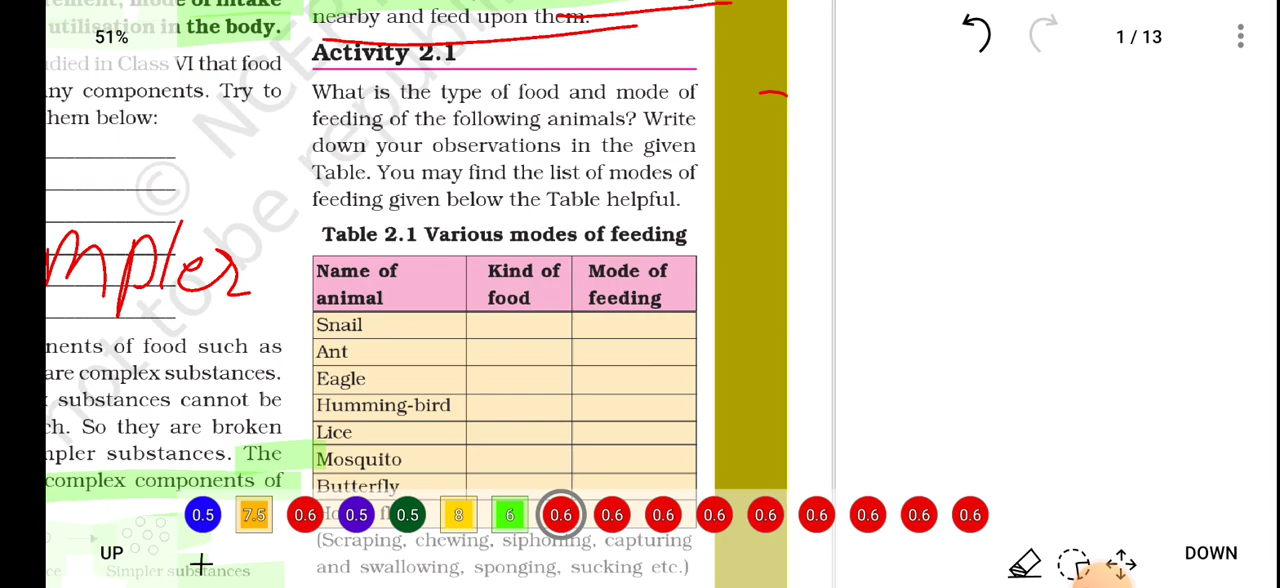 utilisation in the body.
51%
died in Class VI that food
ny components. Try to
hem below:
mpler
nents of food such as
are complex substances.
substances cannot be
ch. So they are broken
mpler substances. The
complex components of
Simpler substances
nearby and feed upon them.
Activity 2.1
What is the type of food and mode of
feeding of the following animals? Write
down your observations in the given
Table. You may find the list of modes of
feeding given below the Table helpful.
Table 2.1 Various modes of feeding
Name of animal Kind of food Mode of feeding
Snail
Ant
Eagle
Humming-bird
Lice
Mosquito
Butterfly
(Scraping, chewing, siphoning, capturing
and swallowing, sponging, sucking etc.)
0.5 7.5 0.6 0.5 0.5 8 6 0.6 0.6 0.6 0.6 0.6 0.6 0.6 0.6 0.6
UP
DOWN
1 / 13
© NCE
not to be republi